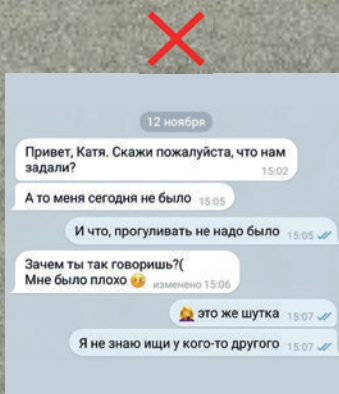 12 ноября
Привет, Катя. Скажи пожалуйста, что нам
задали?
15:02
А то меня сегодня не было 15:05
И что, прогуливать не надо было 15:05
Зачем ты так говоришь?(
Мне было плохо 🤒 изменено 15:06
🤦‍♀️ это же шутка 15:07
Я не знаю ищи у кого-то другого 15:07